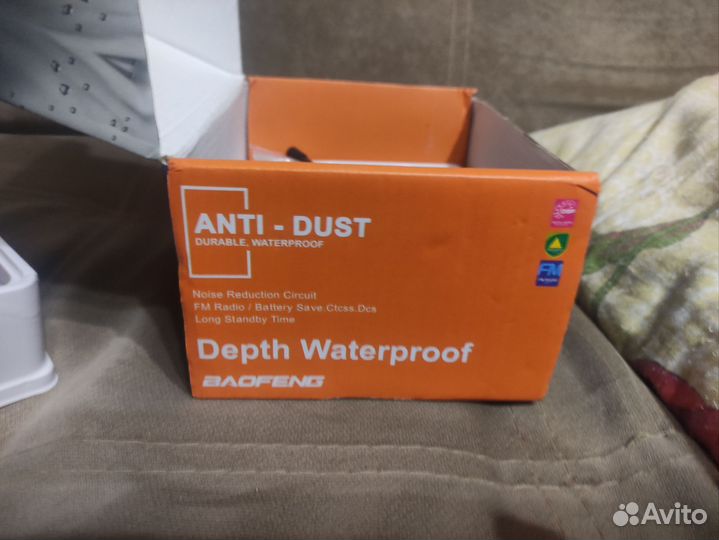 ANTI - DUST
DURABLE, WATERPROOF
Noise Reduction Circuit
FM Radio / Battery Save.Ctcss.Dcs
Long Standby Time
Depth Waterproof
BAOFENG
FM
Avito